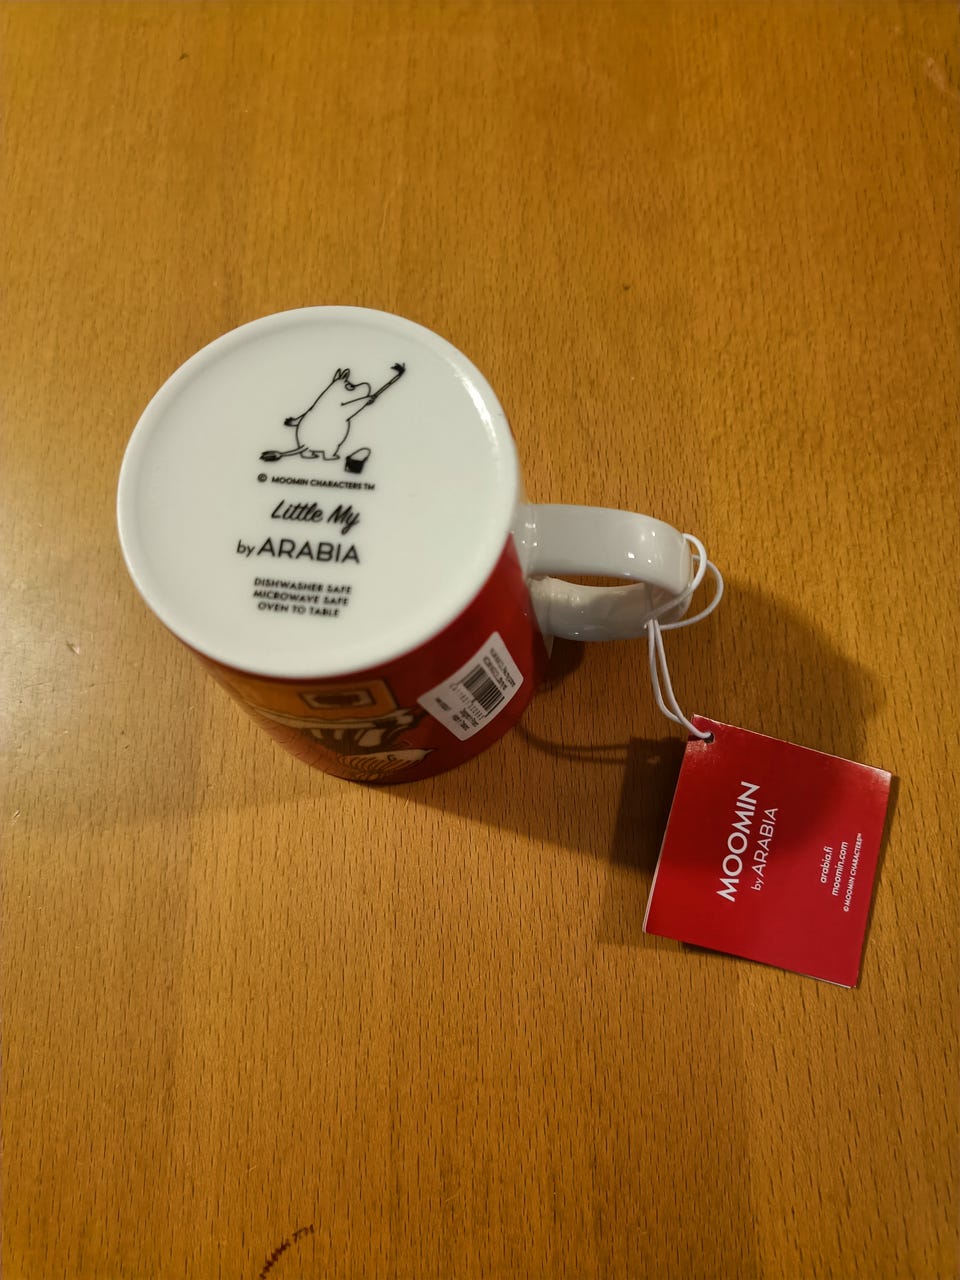 © MOOMIN CHARACTERS TM
Little My
by ARABIA
DISHWASHER SAFE
MICROWAVE SAFE
OVEN TO TABLE
MOOMIN
by ARABIA
arabia.fi
moomin.com
© MOOMIN CHARACTERS™